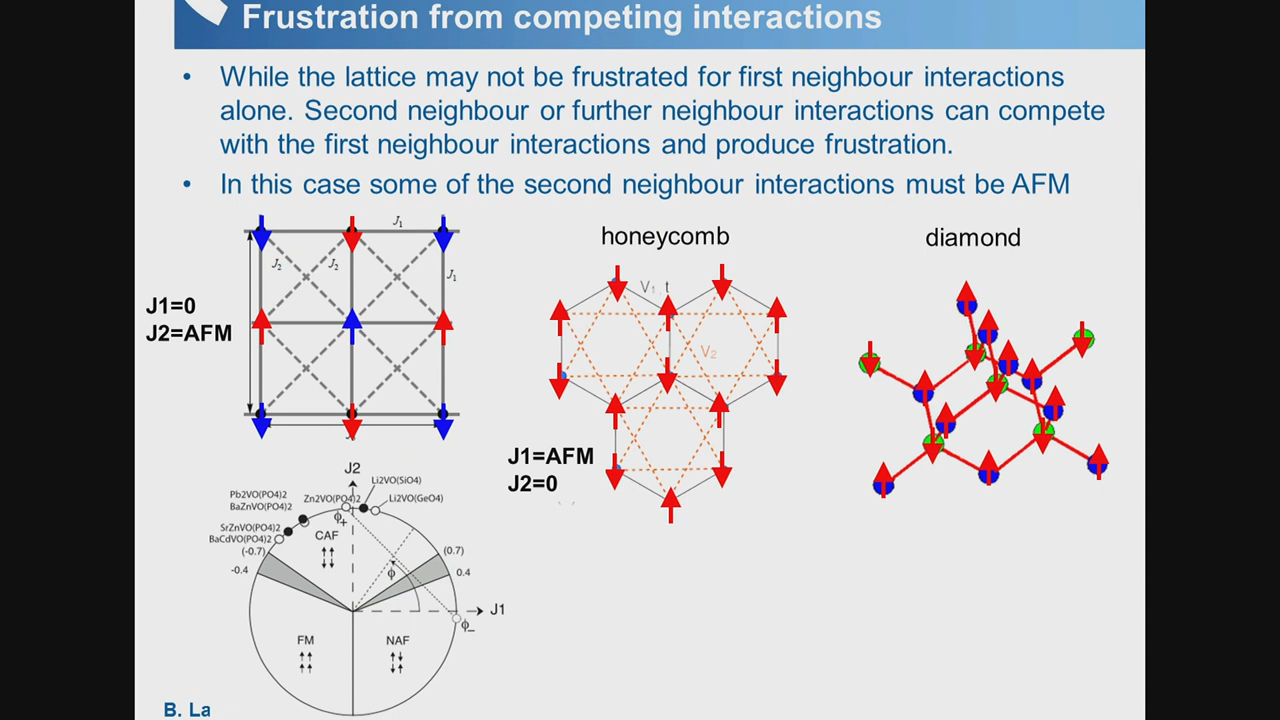 Frustration from competing interactions
• While the lattice may not be frustrated for first neighbour interactions
alone. Second neighbour or further neighbour interactions can compete
with the first neighbour interactions and produce frustration.
• In this case some of the second neighbour interactions must be AFM
J1=0
J2=AFM
J1
J2
J2
J1
honeycomb
V1 t
V2
J1=AFM
J2=0
diamond
J2
Li2VO(SiO4)
Pb2VO(PO4)2
Zn2VO(PO4)2
Li2VO(GeO4)
BaZnVO(PO4)2
ϕ+
SrZnVO(PO4)2
BaCdVO(PO4)2
CAF
(-0.7)
(0.7)
-0.4
ϕ
0.4
J1
ϕ-
FM
NAF
B. La